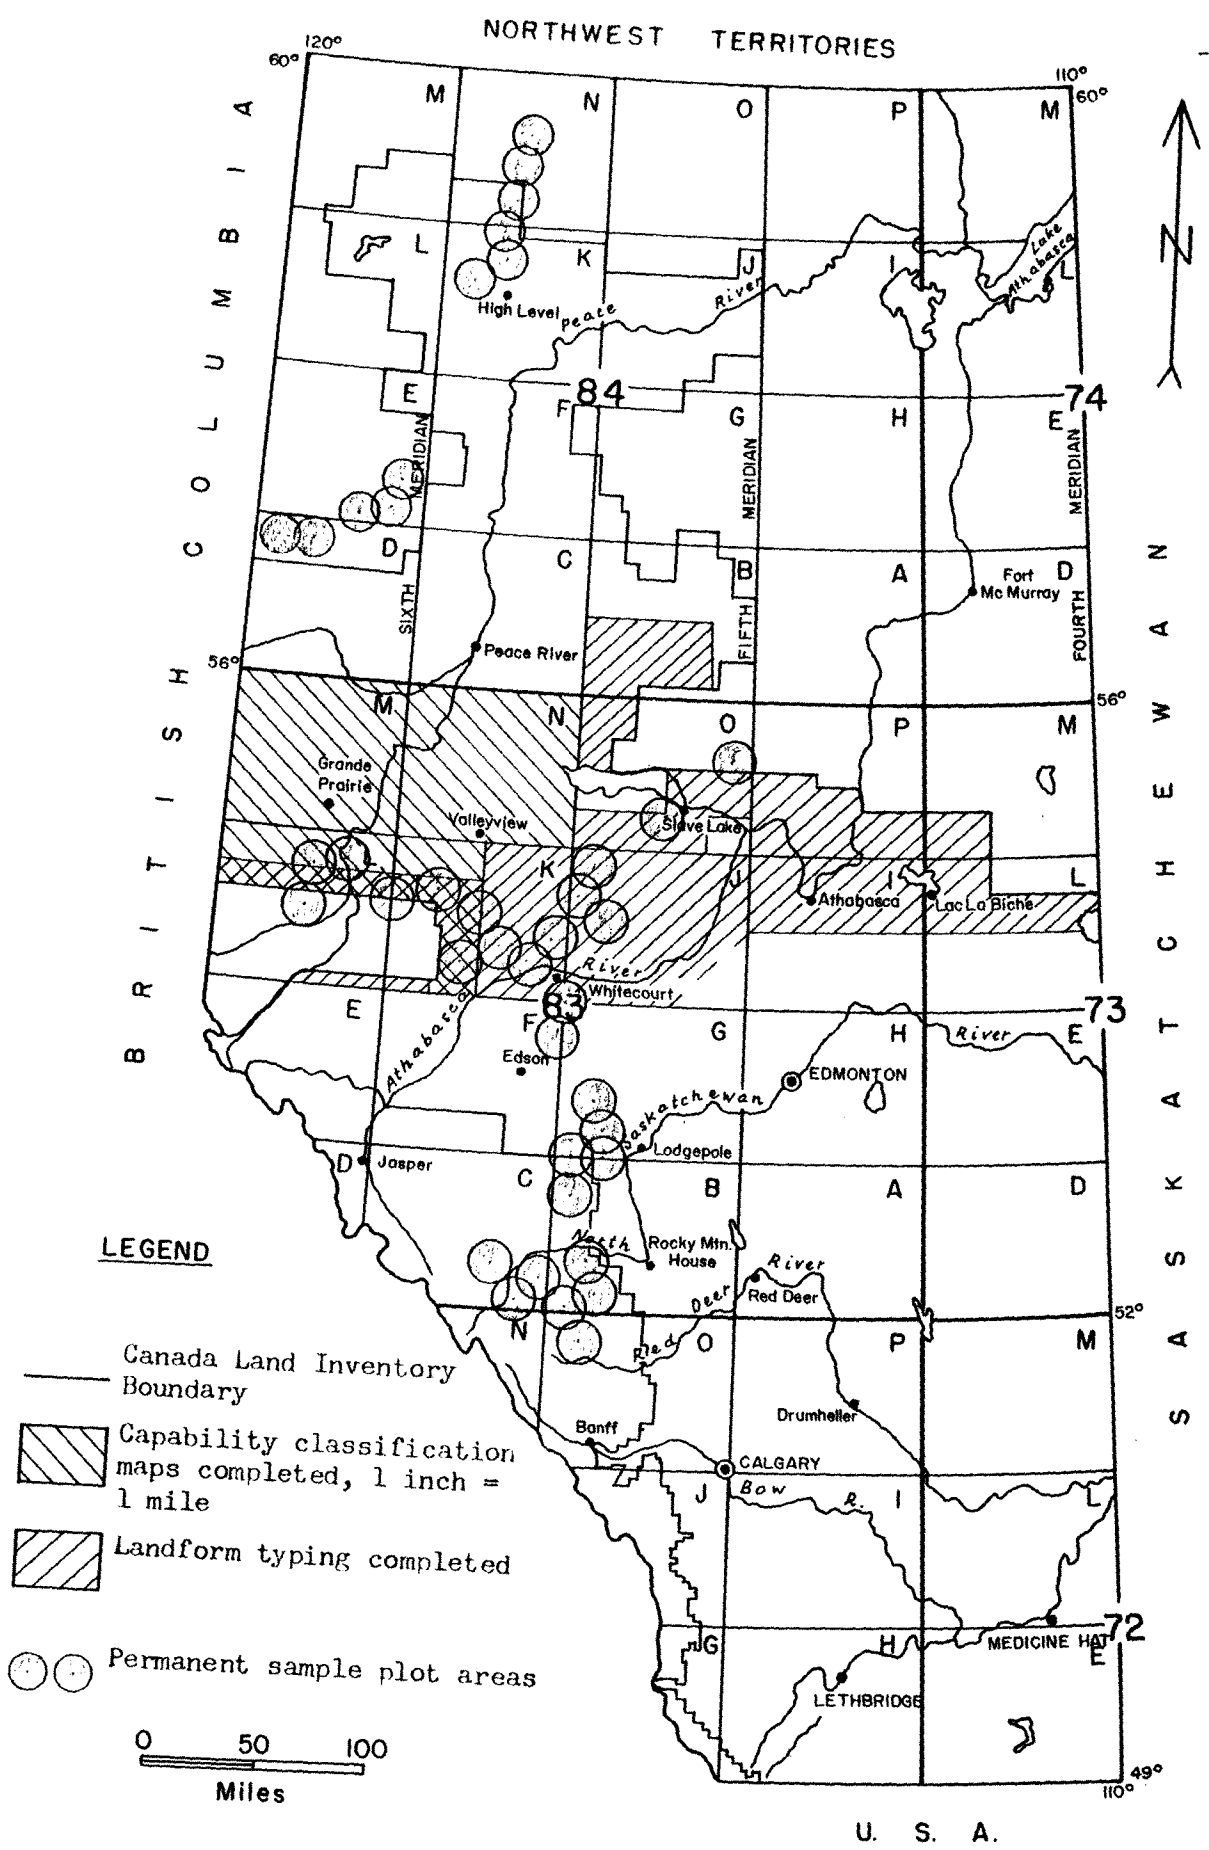 NORTHWEST TERRITORIES
120°
60°
110°
60°
M N O P M
BRITISH COLUMBIA
L K J I L
Lake
Athabasca
High Level
Peace River
E 84 F G H E 74
MERIDIAN
MERIDIAN
MERIDIAN
N
D C B A D
Fort
Mc Murray
SIXTH
FIFTH
FOURTH
Peace River
56°
56°
M N O P M
SASKATCHEWAN
Grande
Prairie
Valleyview
Slave Lake
L K J I L
Athabasca
Lac La Biche
River
Whitecourt
Athabasca
E 83 F G H E 73
River
Edson
EDMONTON
Saskatchewan
Lodgepole
D Jasper C B A D
North
Rocky Mtn.
House
River
Red Deer
Deer
Red
52°
N O P M
Drumheller
Banff
CALGARY
J I L
Bow R.
G H 72
MEDICINE HAT
E
LETHBRIDGE
49°
110°
U. S. A.
LEGEND
Canada Land Inventory
Boundary
Capability classification
maps completed, 1 inch =
1 mile
Landform typing completed
Permanent sample plot areas
0 50 100
Miles